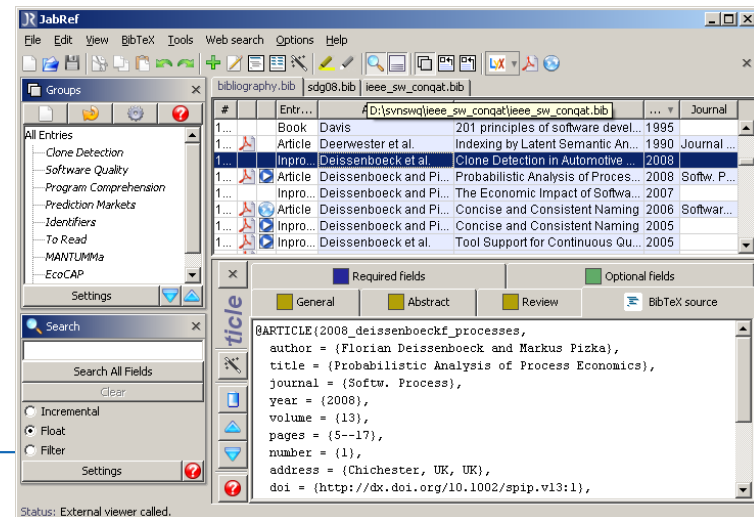 JabRef
File Edit View BibTeX Tools Web search Options Help
Groups
bibliography.bib sdg08.bib ieee_sw_conqat.bib
D:\svnswq\ieee_sw_conqat\ieee_sw_conqat.bib
# Entr... ... Journal
All Entries
Clone Detection
Software Quality
Program Comprehension
Prediction Markets
Identifiers
To Read
MANTUMMa
EcoCAP
Settings
1... Book Davis 201 principles of software devel... 1995
1... Article Deerwester et al. Indexing by Latent Semantic An... 1990 Journal ...
1... Inpro... Deissenboeck et al. Clone Detection in Automotive ... 2008
1... Article Deissenboeck and Pi... Probabilistic Analysis of Proces... 2008 Softw. P...
1... Inpro... Deissenboeck and Pi... The Economic Impact of Softwa... 2007
1... Article Deissenboeck and Pi... Concise and Consistent Naming 2006 Softwar...
1... Inpro... Deissenboeck and Pi... Concise and Consistent Naming 2005
1... Inpro... Deissenboeck et al. Tool Support for Continuous Qu... 2005
Search
Search All Fields
Clear
Incremental
Float
Filter
Settings
Required fields Optional fields
General Abstract Review BibTeX source
ticle
@ARTICLE{2008_deissenboeckf_processes,
author = {Florian Deissenboeck and Markus Pizka},
title = {Probabilistic Analysis of Process Economics},
journal = {Softw. Process},
year = {2008},
volume = {13},
pages = {5--17},
number = {1},
address = {Chichester, UK, UK},
doi = {http://dx.doi.org/10.1002/spip.v13:1},
Status: External viewer called.